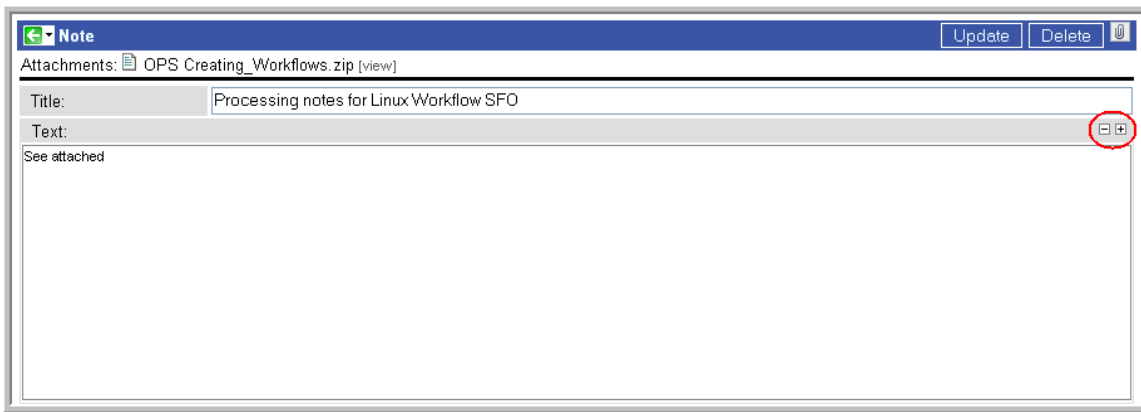 Note Update Delete
Attachments: OPS Creating_Workflows.zip [view]
Title: Processing notes for Linux Workflow SFO
Text:
See attached